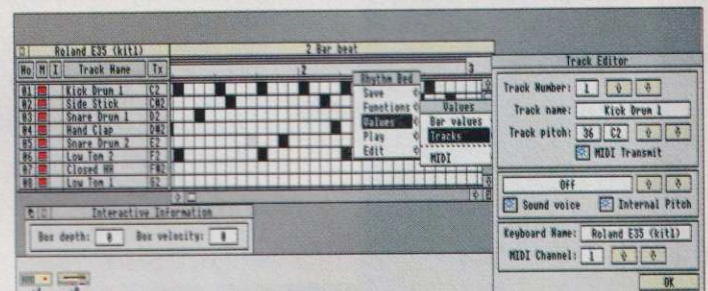 Roland E35 (kit1)
2 Bar beat
No M I Track Name Tx
2 3
01 Kick Drum 1 C2
02 Side Stick C#2
03 Snare Drum 1 D2
04 Hand Clap D#2
05 Snare Drum 2 E2
06 Low Tom 2 F2
07 Closed HH F#2
08 Low Tom 1 G2
Rhythm Bed
Save
Functions
Values
Play
Edit
Values
Bar values
Tracks
MIDI
Interactive Information
Box depth: 0 Box velocity: 0
Track Editor
Track Number: 1
Track name: Kick Drum 1
Track pitch: 36 C2
MIDI Transmit
Off
Sound voice Internal Pitch
Keyboard Name: Roland E35 (kit1)
MIDI Channel: 1
OK